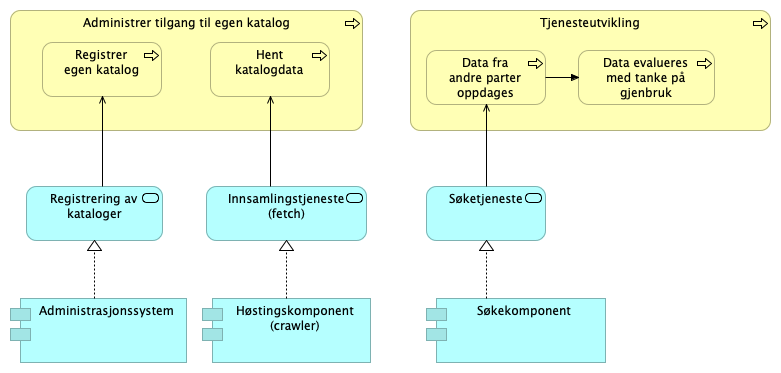 Administrer tilgang til egen katalog
Registrer
egen katalog
Hent
katalogdata
Tjenesteutvikling
Data fra
andre parter
oppdages
Data evalueres
med tanke på
gjenbruk
Registrering av
kataloger
Innsamlingstjeneste
(fetch)
Søketjeneste
Administrasjonssystem
Høstingskomponent
(crawler)
Søkekomponent